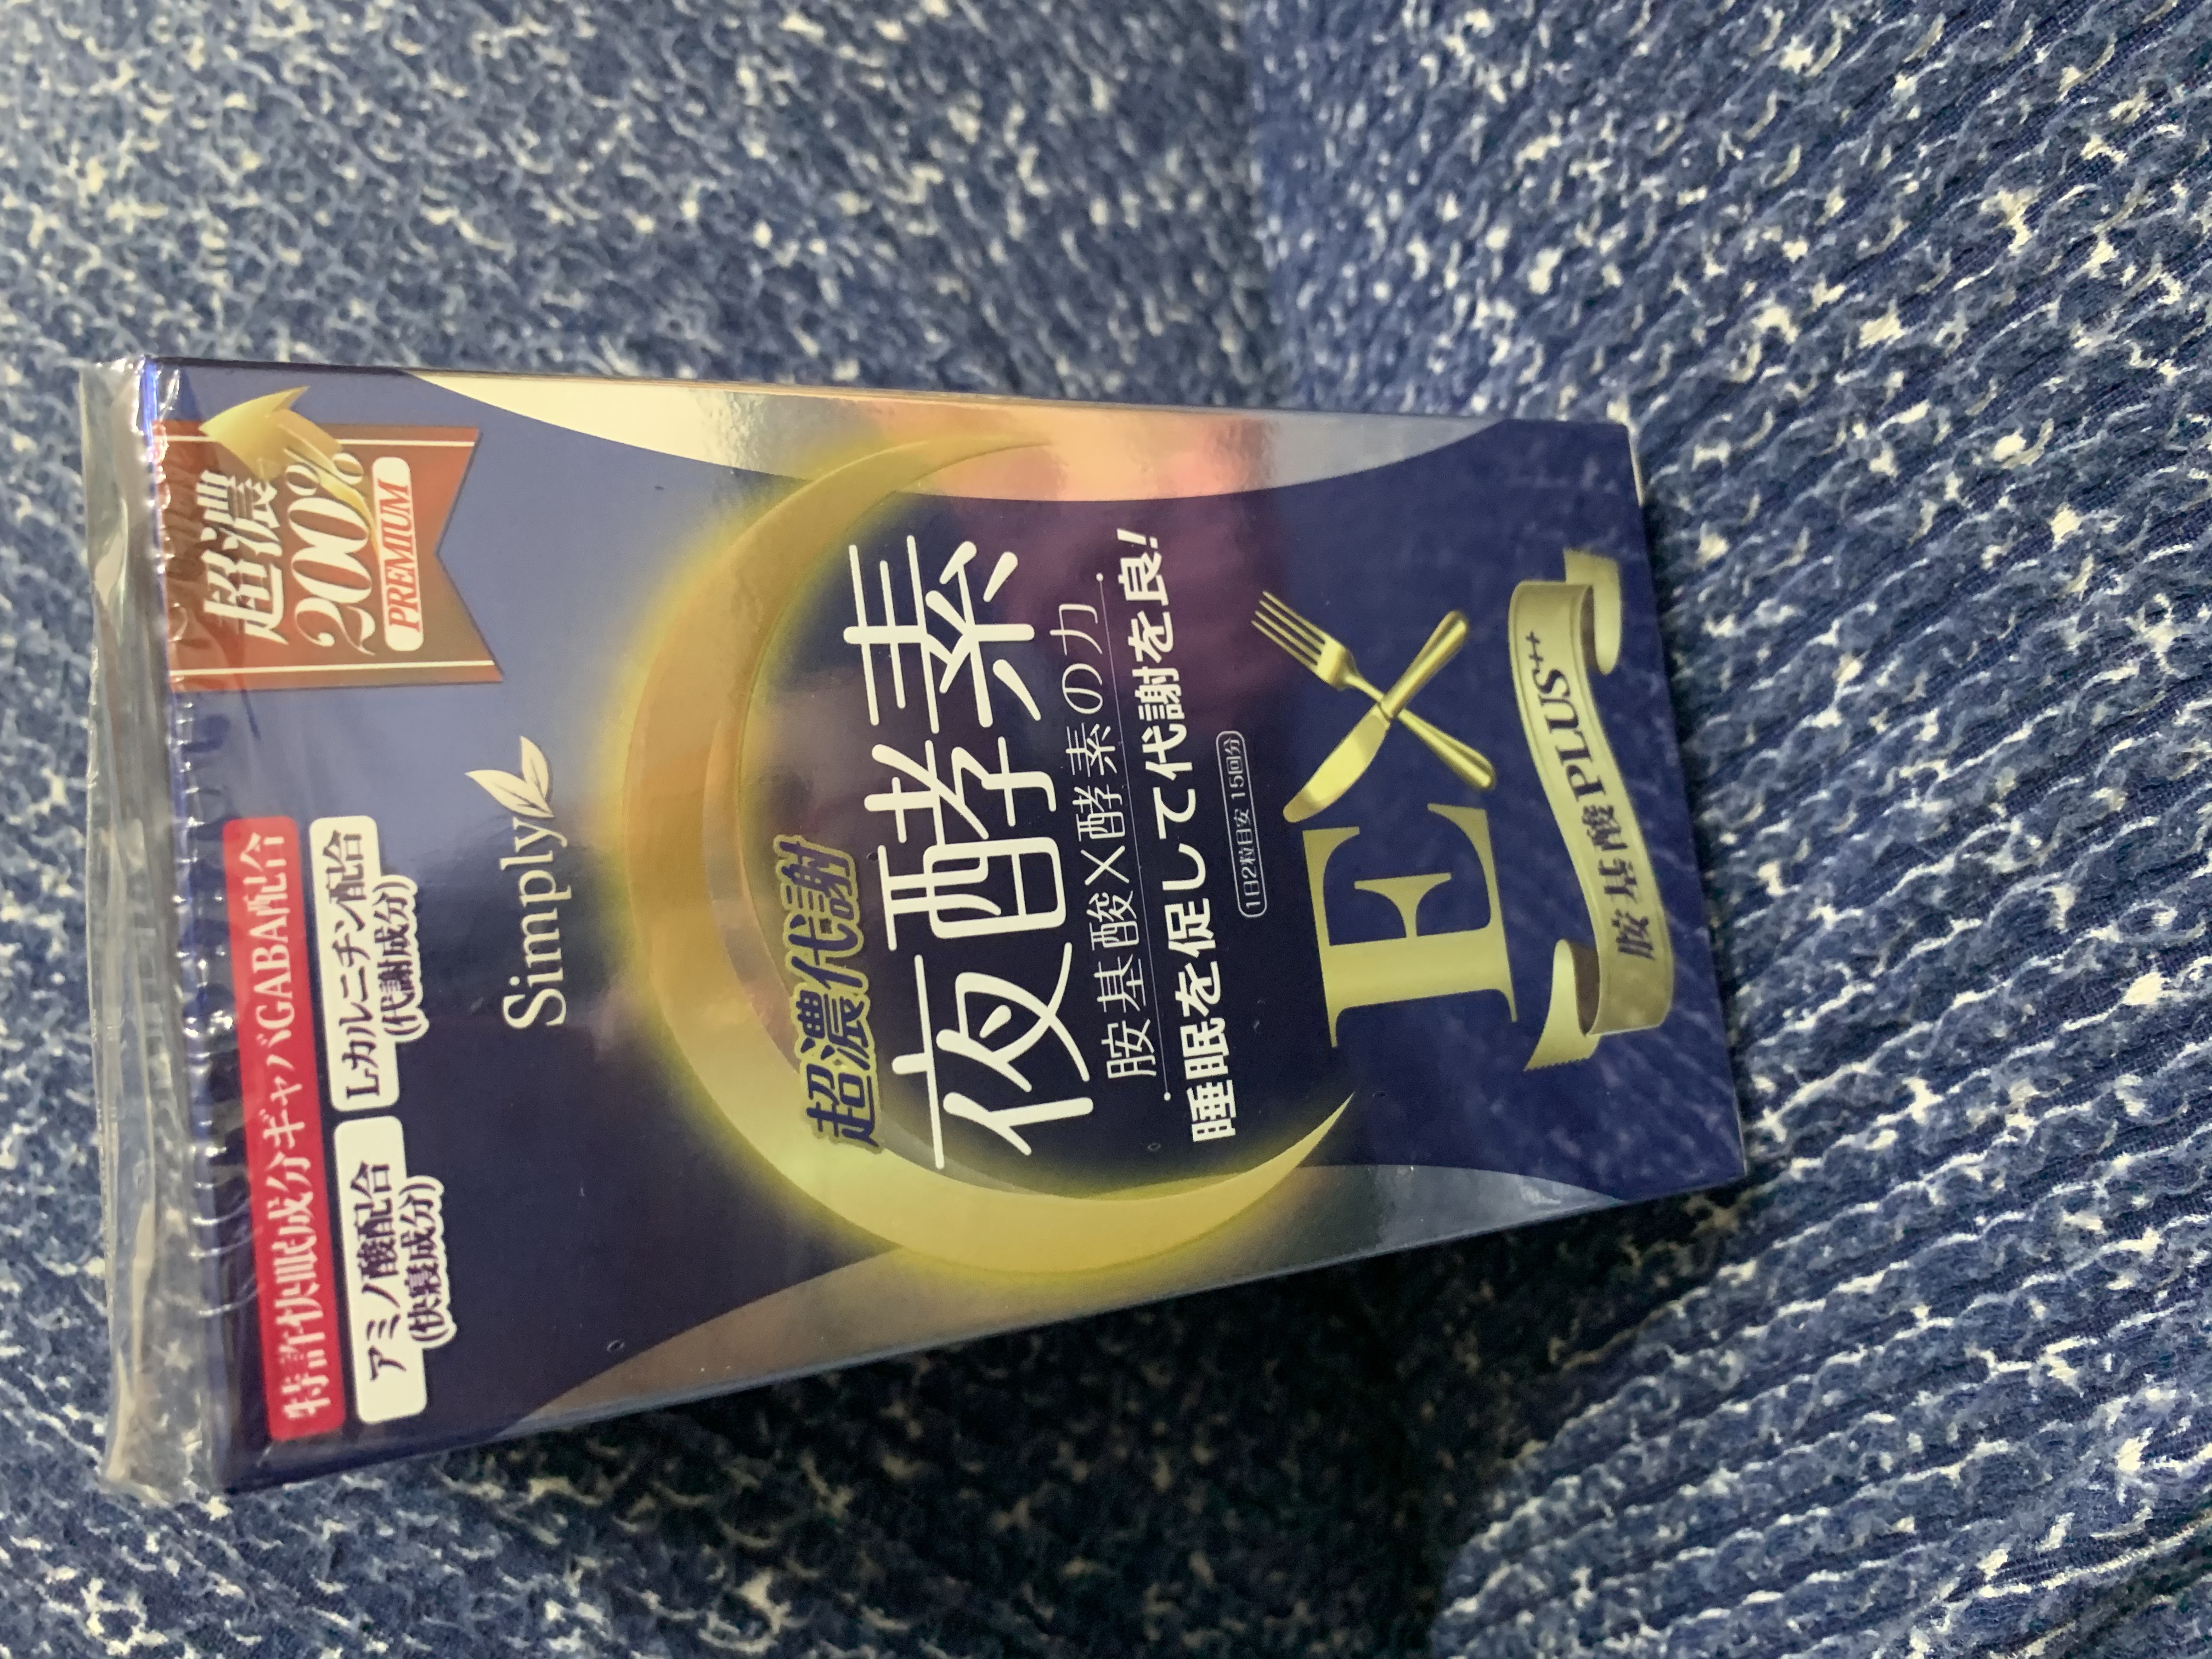 特許快眠成分ギャバGABA配合
アミノ酸配合
(快寝成分)
Lカルニチン配合
(代謝成分)
超濃
200%
PREMIUM
Simply
超濃代謝
夜酵素
胺基酸×酵素の力
睡眠を促して代謝を良!
1日2粒目安 15回分
EX
胺基酸PLUS+++